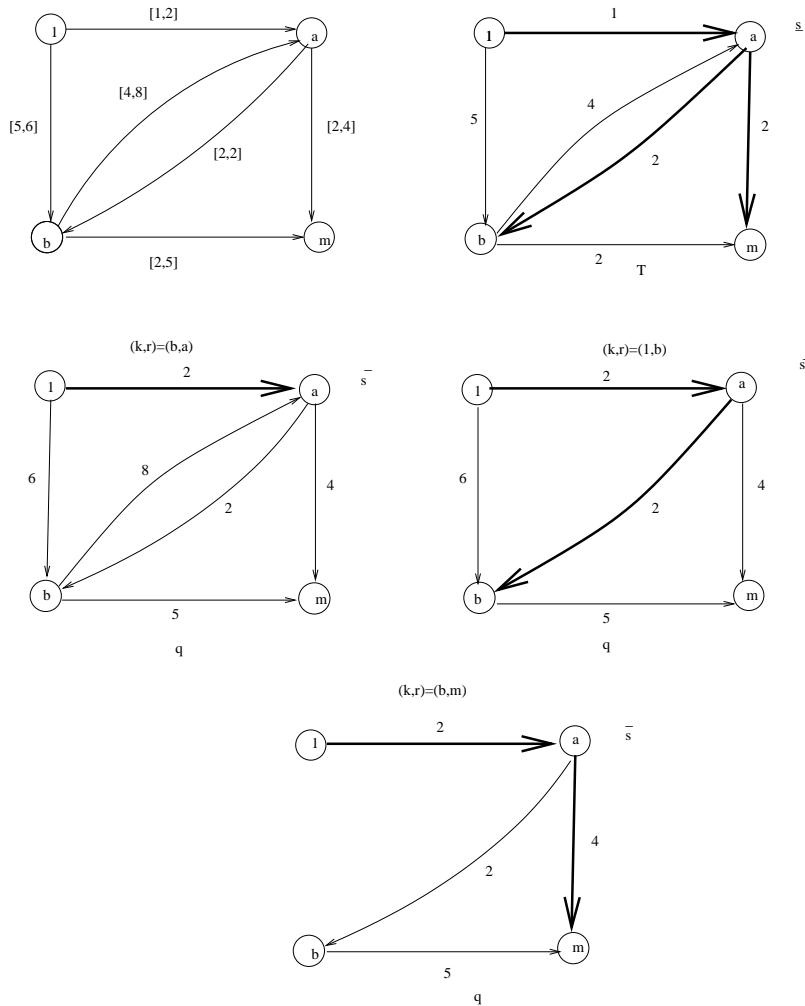 [1,2]
1
a
[4,8]
[5,6]
[2,4]
[2,2]
b
m
[2,5]
1
s
1
a
5
4
2
2
b
m
2
T
(k,r)=(b,a)
2
s̅
1
a
6
8
4
2
b
m
5
q
(k,r)=(1,b)
2
s̅
1
a
6
4
2
b
m
5
q
(k,r)=(b,m)
2
s̅
1
a
4
2
b
m
5
q